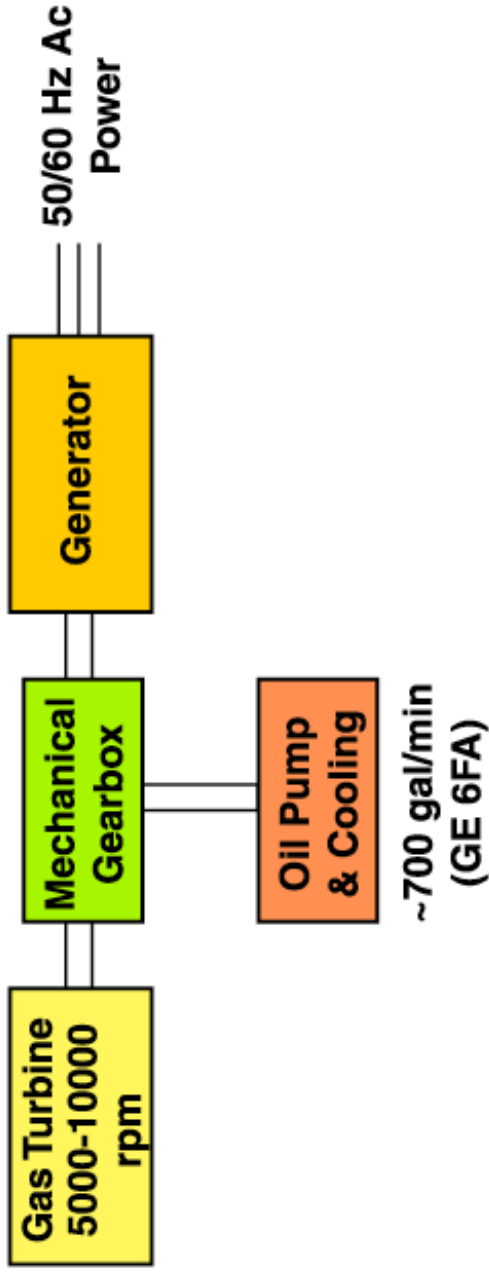 Gas Turbine
5000-10000
rpm
Mechanical
Gearbox
Generator
50/60 Hz Ac
Power
Oil Pump
& Cooling
~700 gal/min
(GE 6FA)